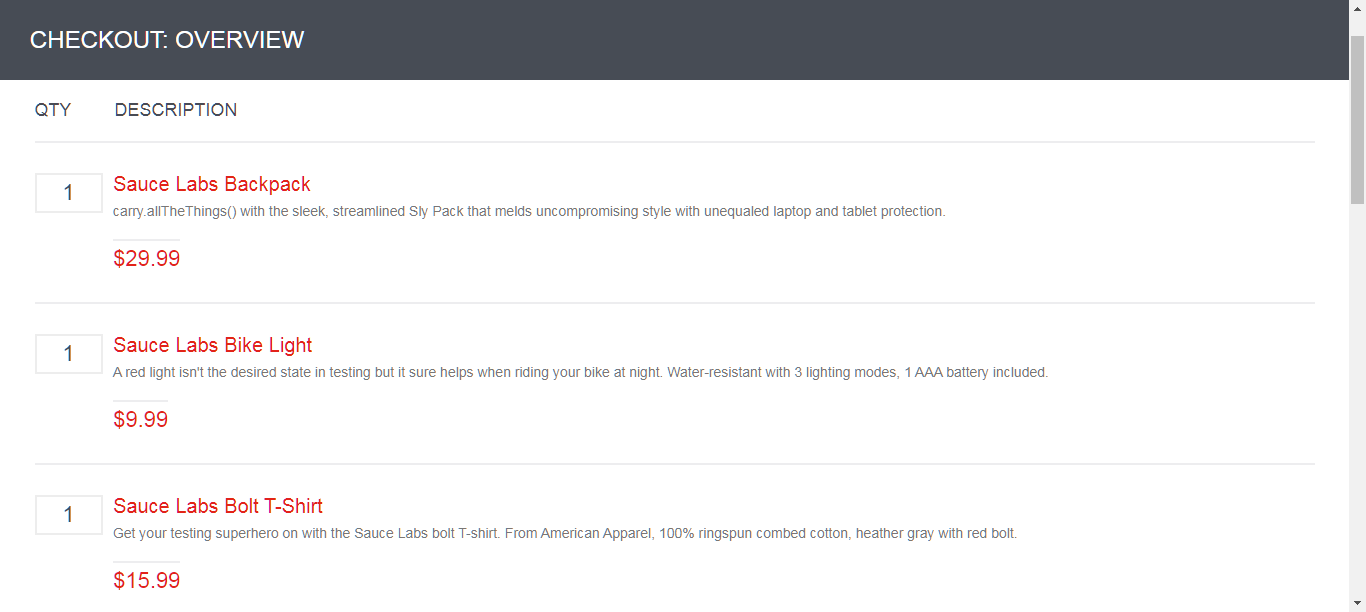 CHECKOUT: OVERVIEW
QTY DESCRIPTION
1 Sauce Labs Backpack
carry.allTheThings() with the sleek, streamlined Sly Pack that melds uncompromising style with unequaled laptop and tablet protection.
$29.99
1 Sauce Labs Bike Light
A red light isn't the desired state in testing but it sure helps when riding your bike at night. Water-resistant with 3 lighting modes, 1 AAA battery included.
$9.99
1 Sauce Labs Bolt T-Shirt
Get your testing superhero on with the Sauce Labs bolt T-shirt. From American Apparel, 100% ringspun combed cotton, heather gray with red bolt.
$15.99